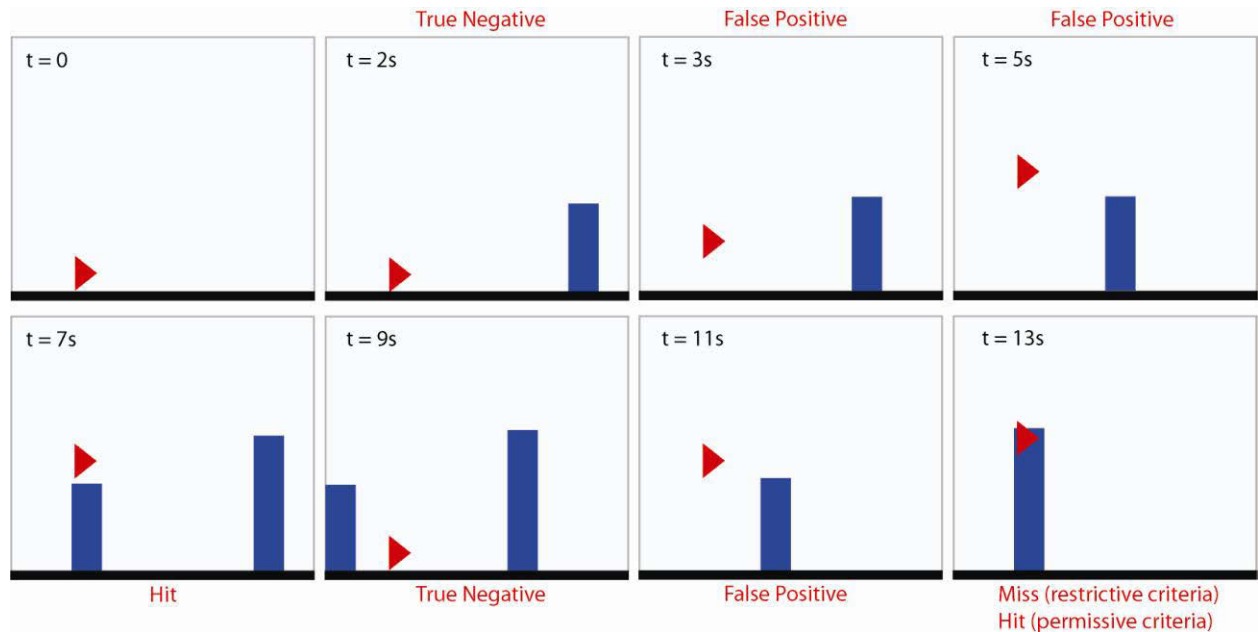 True Negative
False Positive
False Positive
t = 0
t = 2s
t = 3s
t = 5s
t = 7s
t = 9s
t = 11s
t = 13s
Hit
True Negative
False Positive
Miss (restrictive criteria)
Hit (permissive criteria)